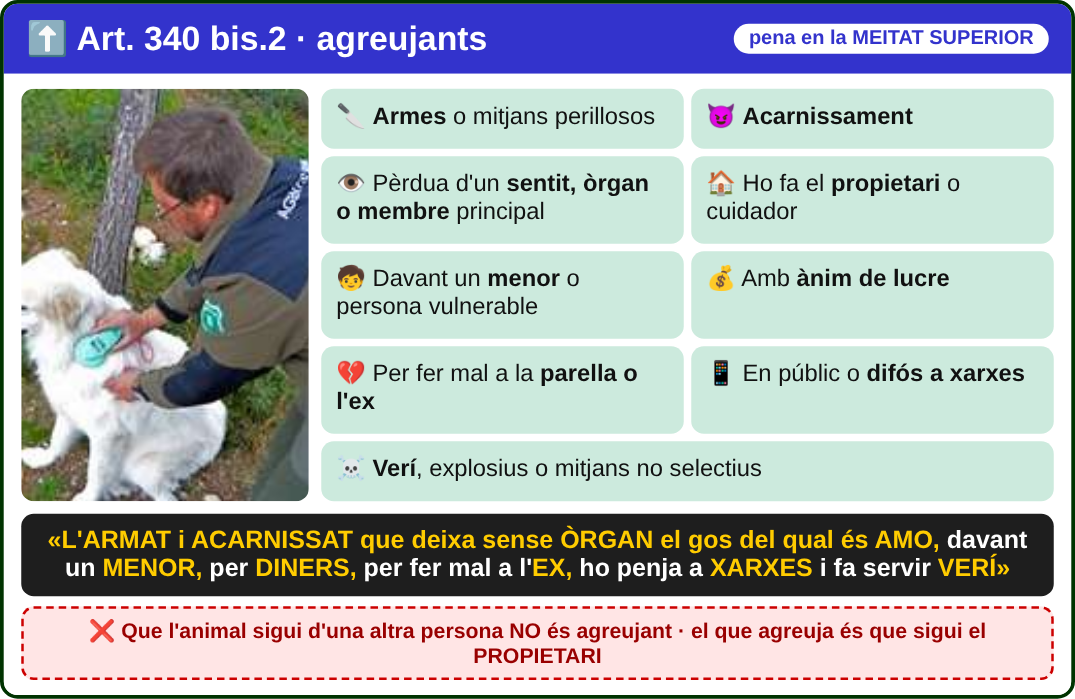 ⬆️ Art. 340 bis.2 · agreujants
pena en la MEITAT SUPERIOR
🔪 Armes o mitjans perillosos
😈 Acarnissament
👁️ Pèrdua d'un sentit, òrgan
o membre principal
🏠 Ho fa el propietari o
cuidador
🧒 Davant un menor o
persona vulnerable
💰 Amb ànim de lucre
💔 Per fer mal a la parella o
l'ex
📱 En públic o difós a xarxes
☠️ Verí, explosius o mitjans no selectius
«L'ARMAT i ACARNISSAT que deixa sense ÒRGAN el gos del qual és AMO, davant
un MENOR, per DINERS, per fer mal a l'EX, ho penja a XARXES i fa servir VERÍ»
❌ Que l'animal sigui d'una altra persona NO és agreujant · el que agreuja és que sigui el
PROPIETARI